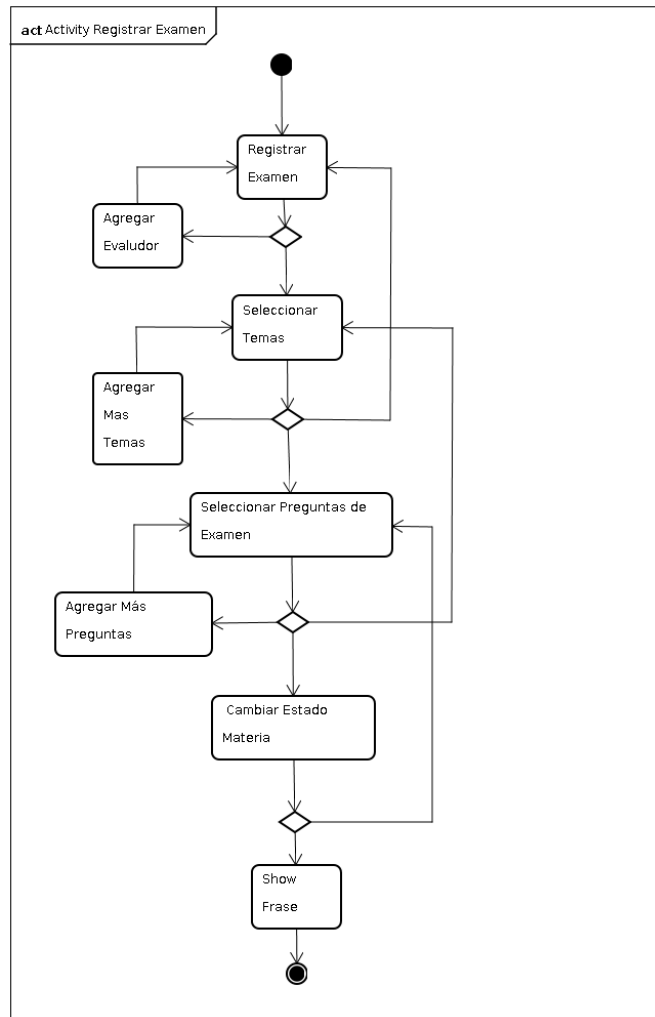 act Activity Registrar Examen
Registrar
Examen
Agregar
Evaludor
Seleccionar
Temas
Agregar
Mas
Temas
Seleccionar Preguntas de
Examen
Agregar Más
Preguntas
Cambiar Estado
Materia
Show
Frase